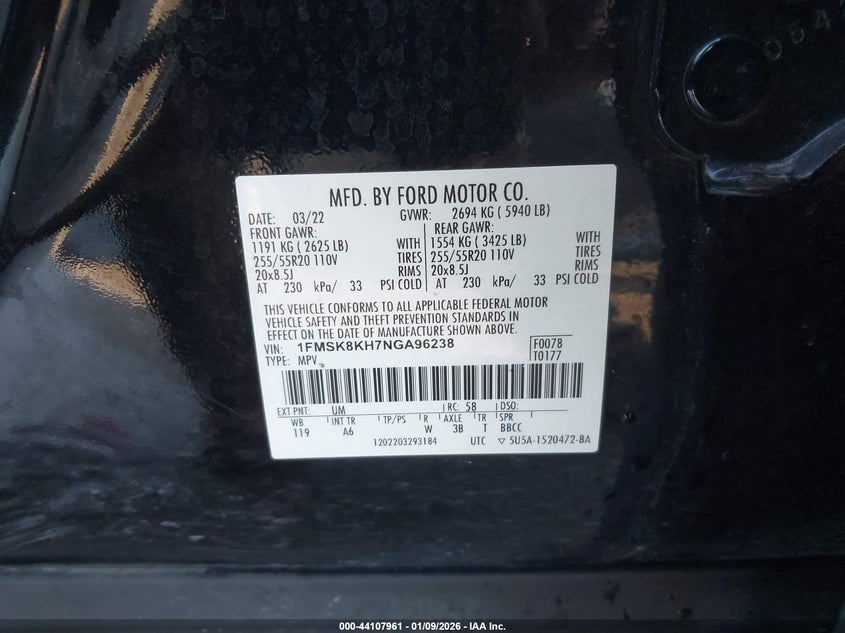 MFD. BY FORD MOTOR CO.
DATE: 03/22 GVWR: 2694 KG ( 5940 LB)
FRONT GAWR: REAR GAWR:
1191 KG ( 2625 LB) WITH 1554 KG ( 3425 LB) WITH
255/55R20 110V TIRES 255/55R20 110V TIRES
20x8.5J RIMS 20x8.5J RIMS
AT 230 kPa/ 33 PSI COLD AT 230 kPa/ 33 PSI COLD
THIS VEHICLE CONFORMS TO ALL APPLICABLE FEDERAL MOTOR
VEHICLE SAFETY AND THEFT PREVENTION STANDARDS IN
EFFECT ON THE DATE OF MANUFACTURE SHOWN ABOVE.
VIN: 1FMSK8KH7NGA96238 F0078
TYPE: MPV T0177
EXT PNT: UM RC: 58 DSO:
WB INT TR TP/PS R AXLE TR SPR
119 A6 W 3B T BBCC
1202203293184 UTC ▽ 5U5A-1520472-BA
000-44107961 - 01/09/2026 - IAA Inc.